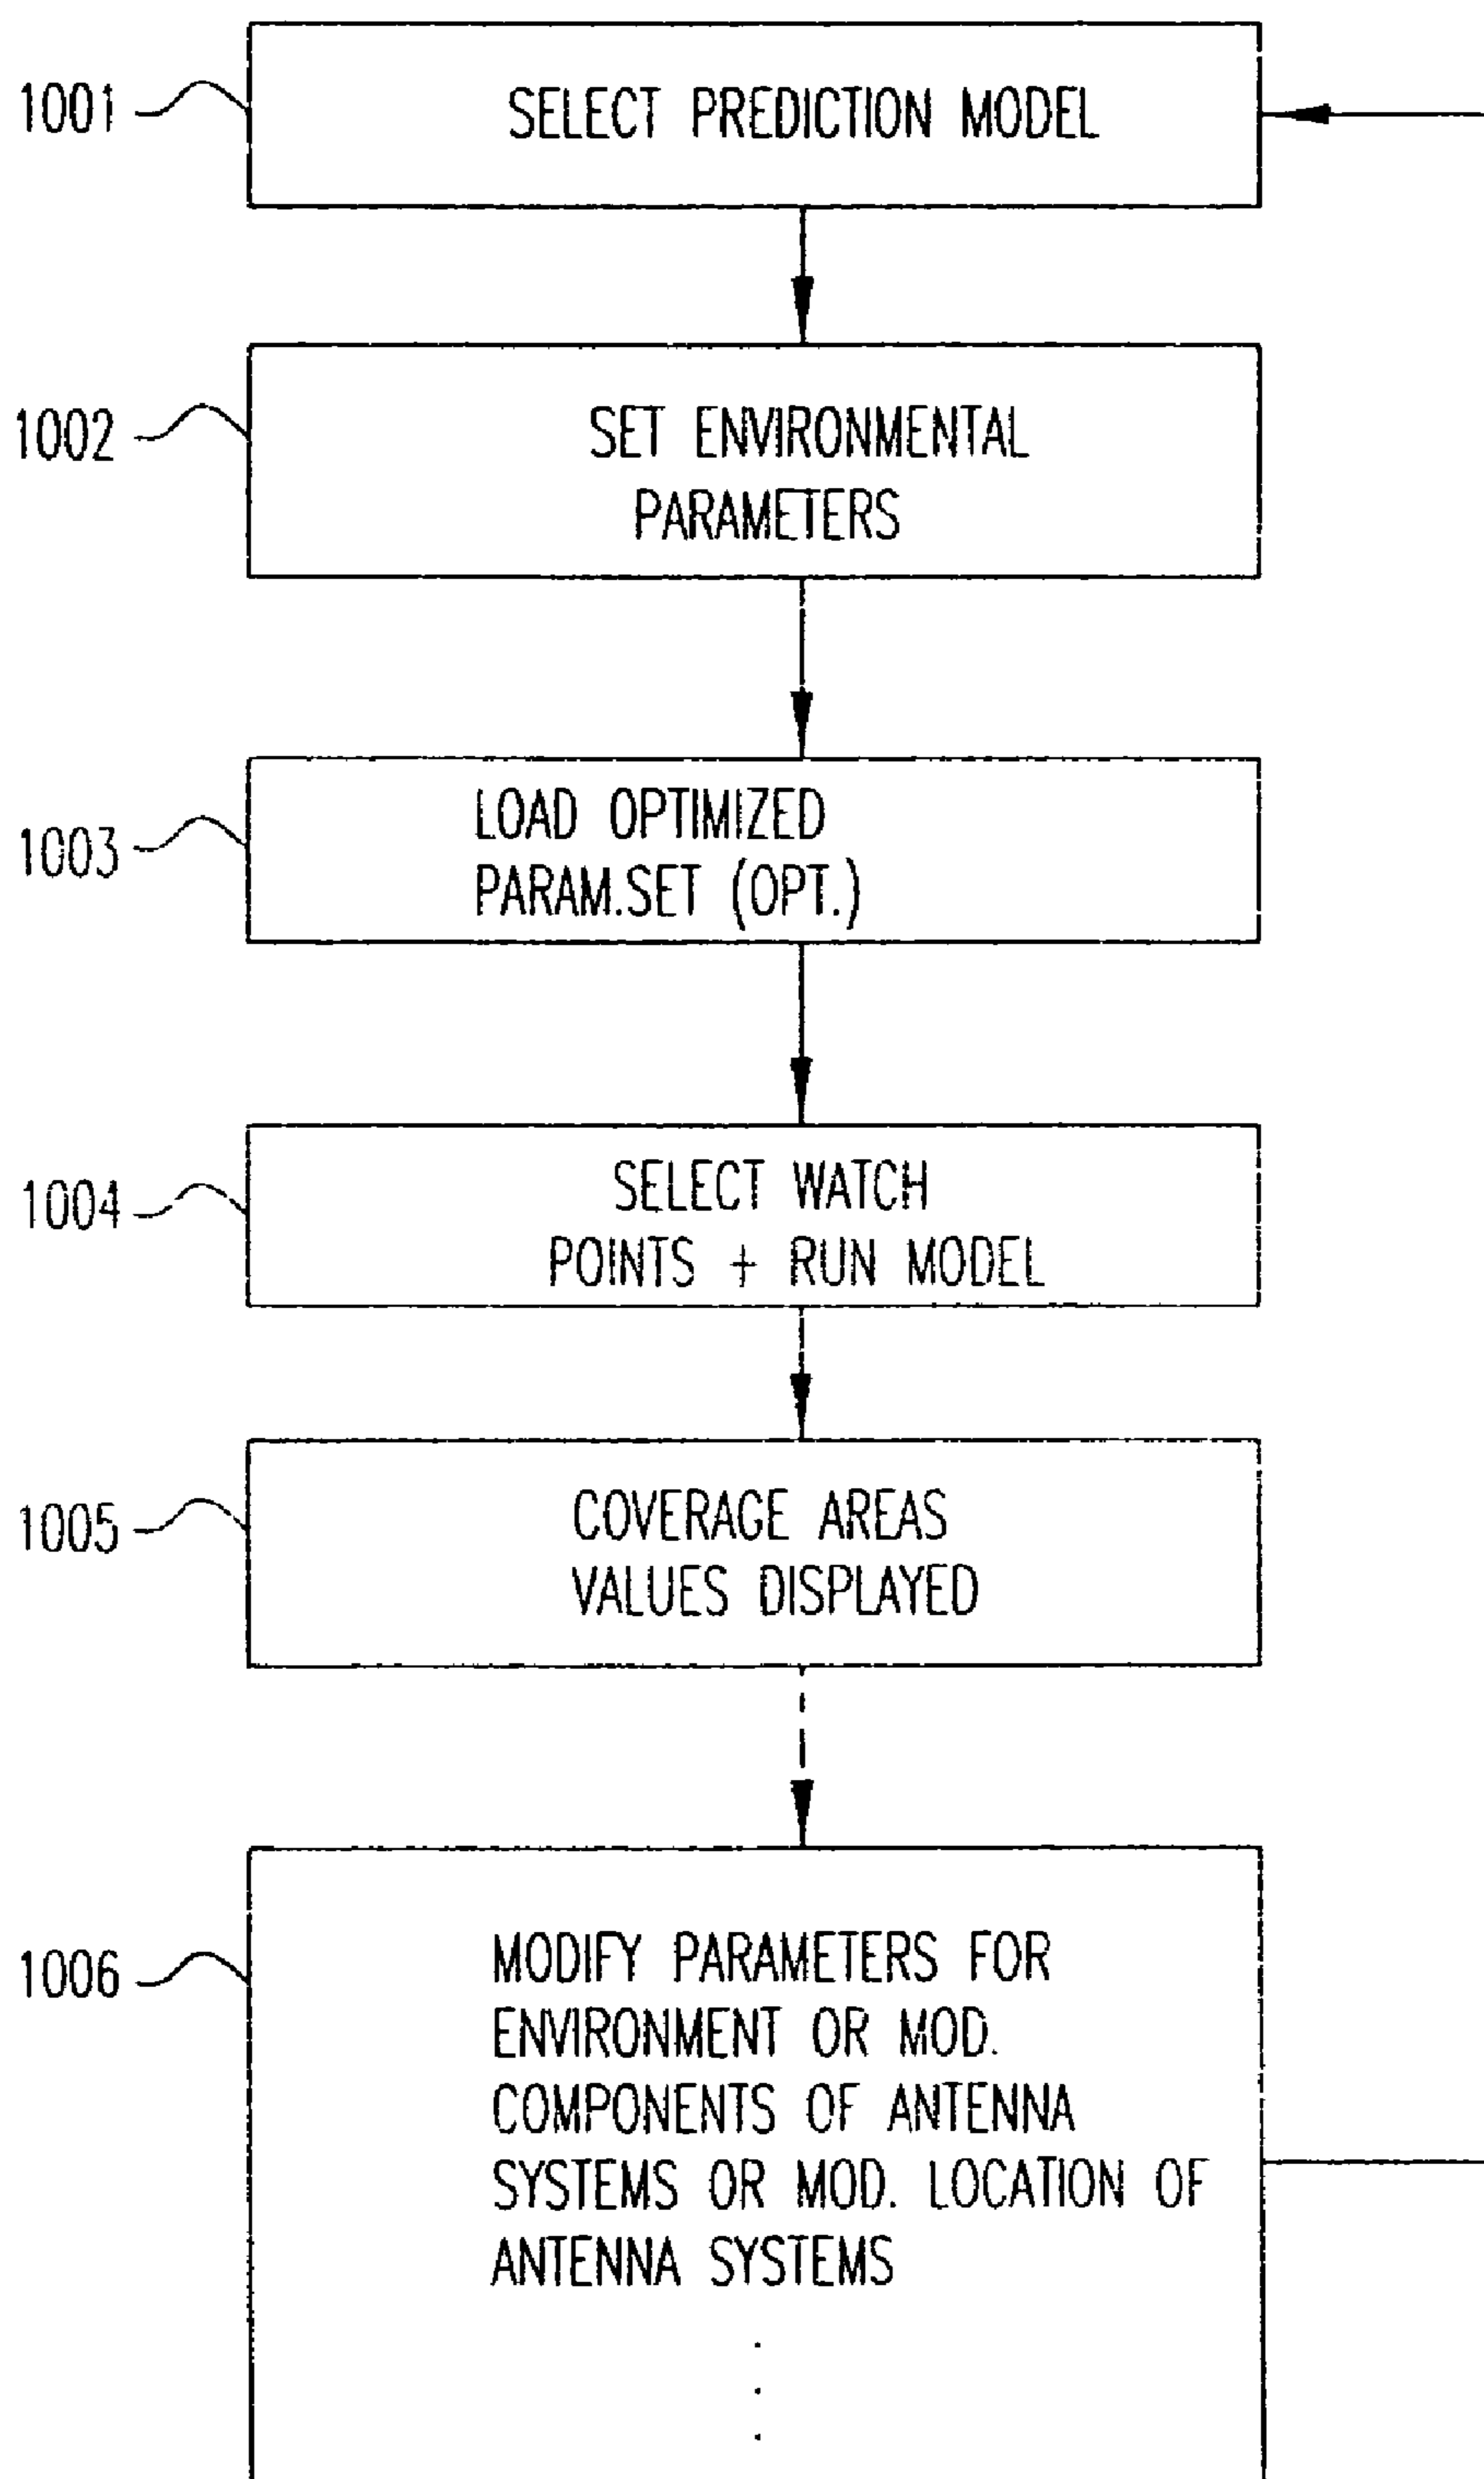 1001
SELECT PREDICTION MODEL
1002
SET ENVIRONMENTAL
PARAMETERS
1003
LOAD OPTIMIZED
PARAM.SET (OPT.)
1004
SELECT WATCH
POINTS + RUN MODEL
1005
COVERAGE AREAS
VALUES DISPLAYED
1006
MODIFY PARAMETERS FOR
ENVIRONMENT OR MOD.
COMPONENTS OF ANTENNA
SYSTEMS OR MOD. LOCATION OF
ANTENNA SYSTEMS
.
.
.